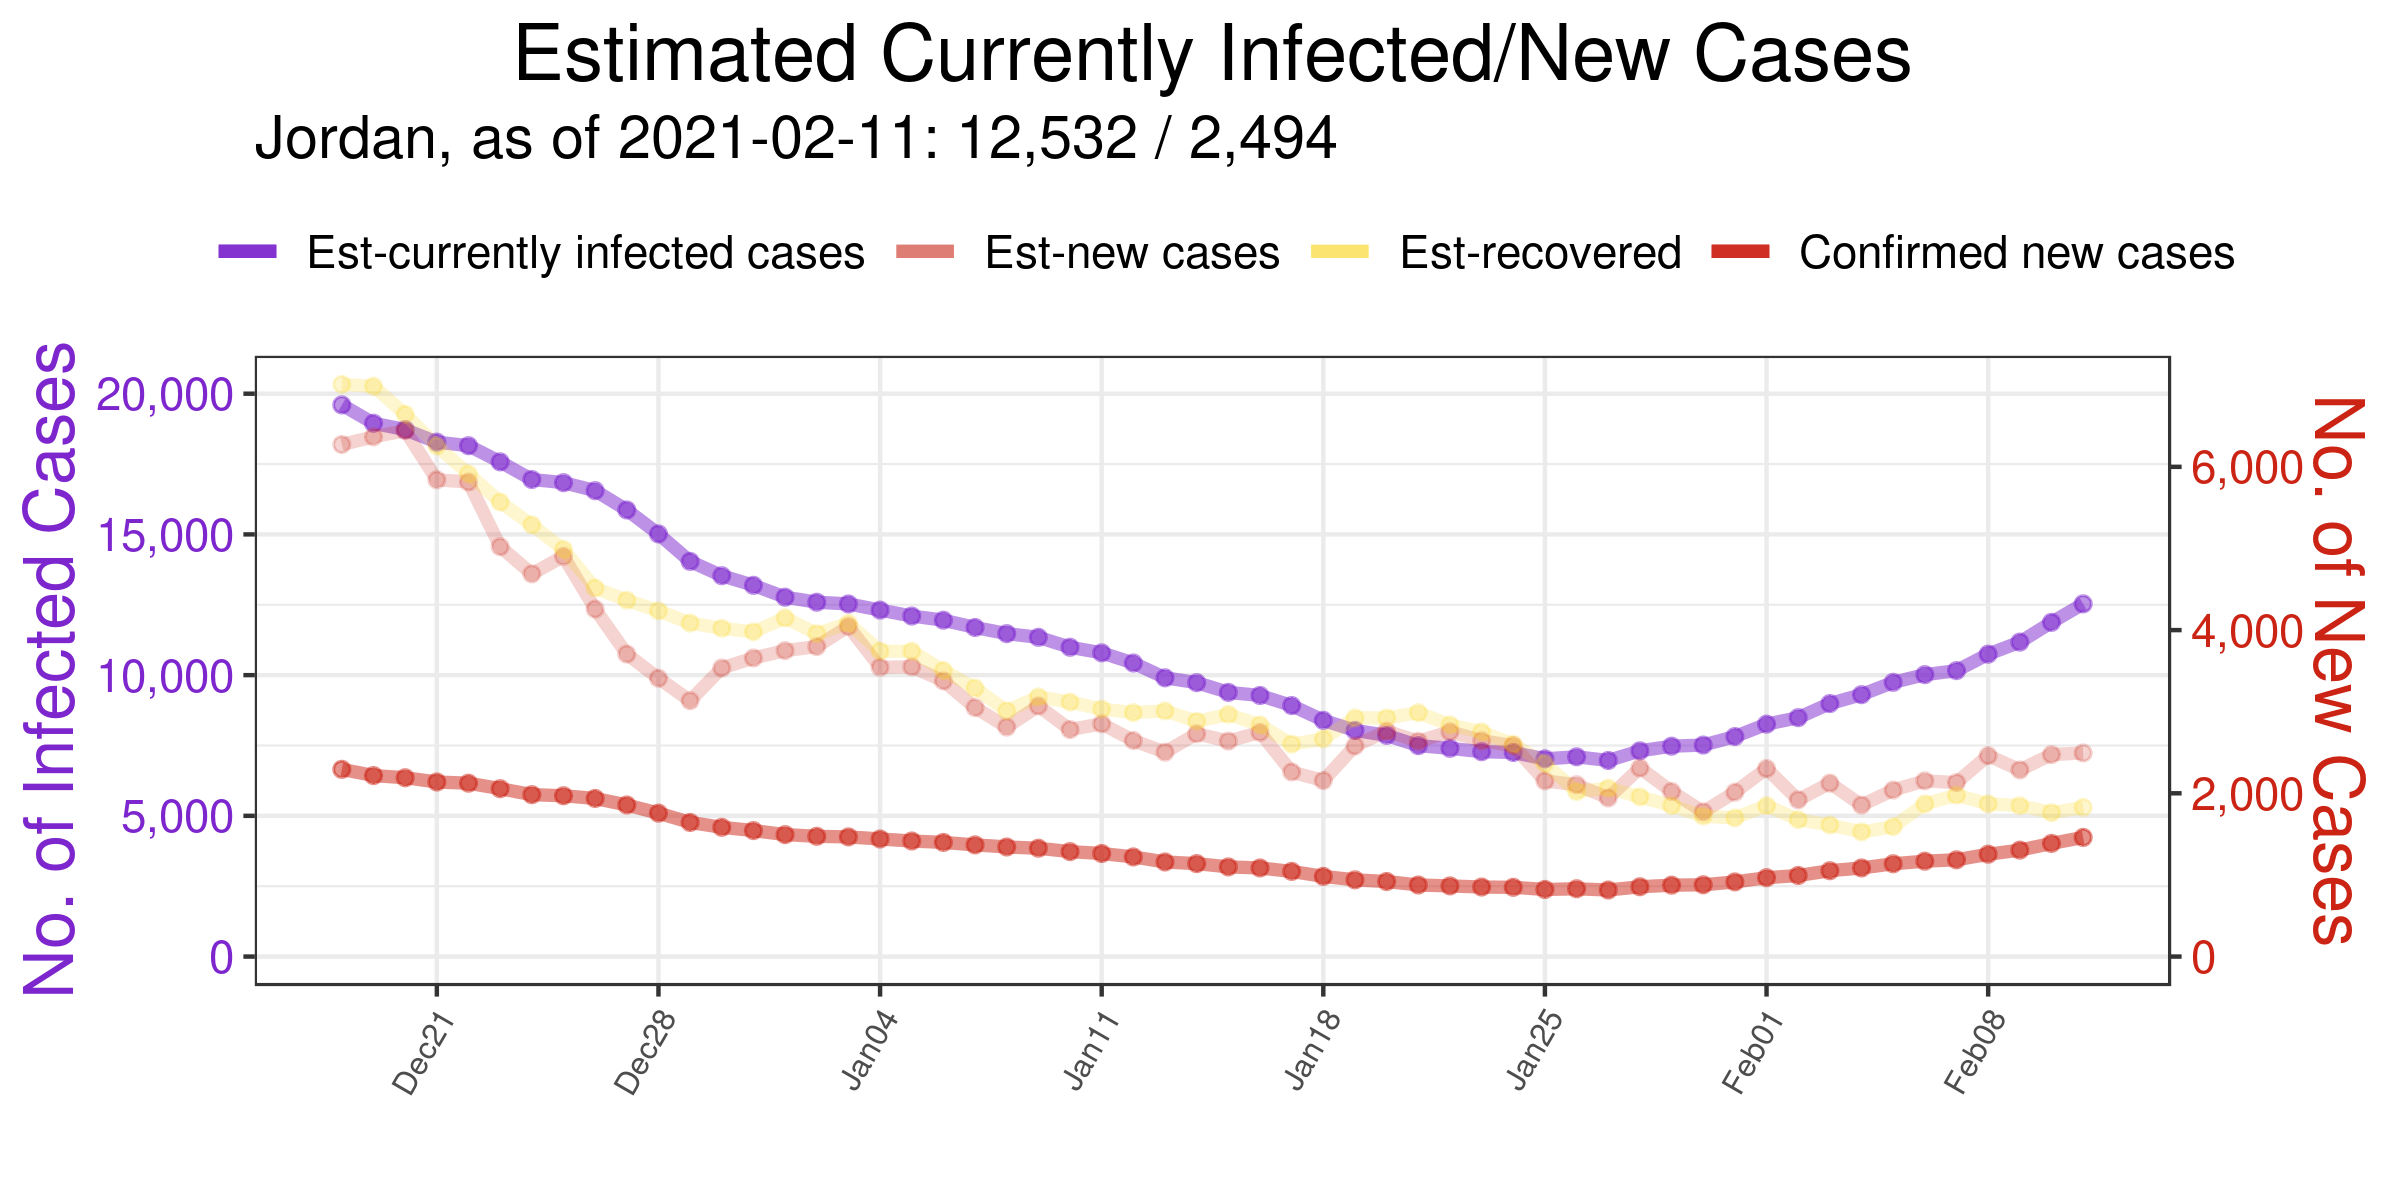 Estimated Currently Infected/New Cases
Jordan, as of 2021-02-11: 12,532 / 2,494
Est-currently infected cases Est-new cases Est-recovered Confirmed new cases
No. of Infected Cases
20,000
15,000
10,000
5,000
0
6,000
4,000
2,000
0
No. of New Cases
Dec21 Dec28 Jan04 Jan11 Jan18 Jan25 Feb01 Feb08